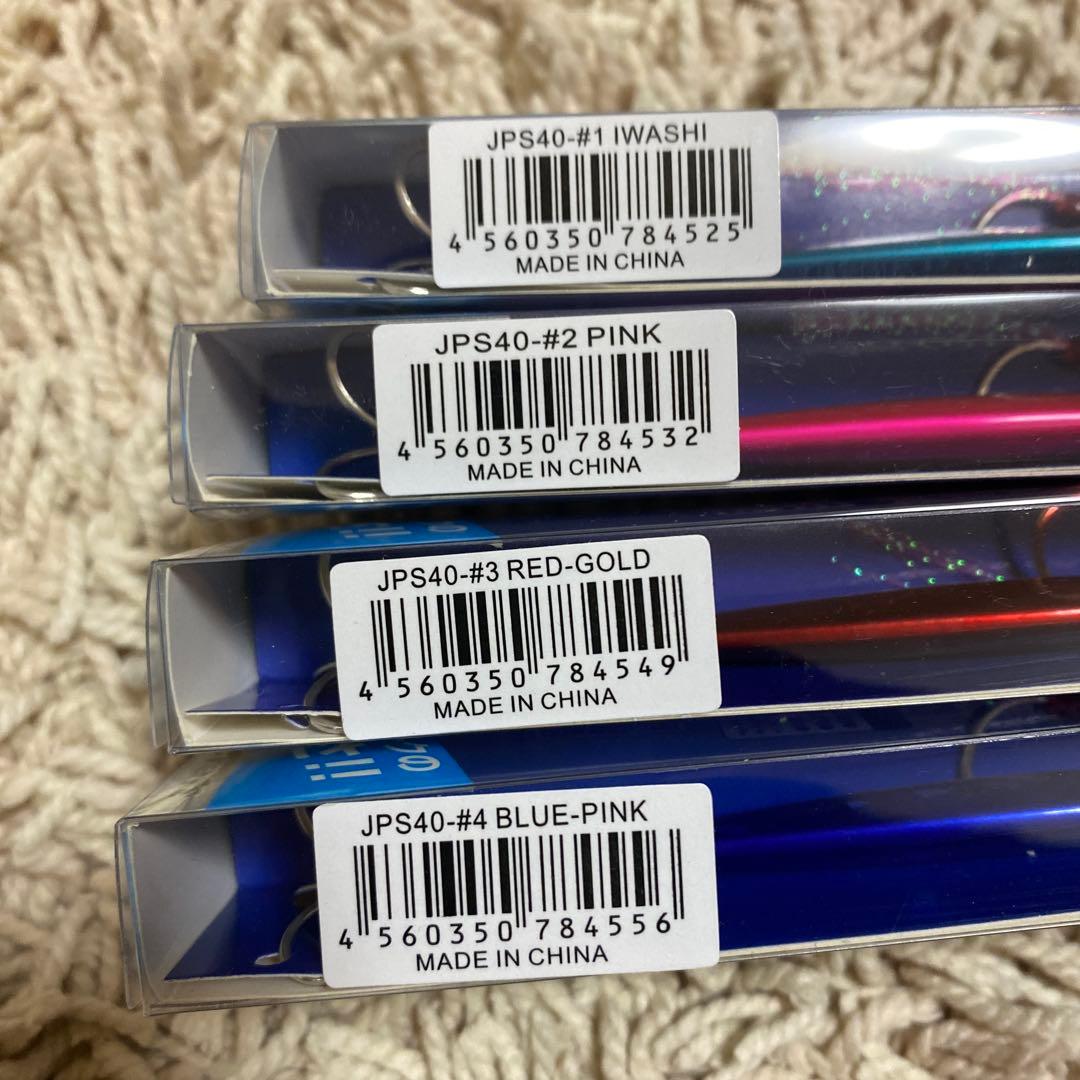 JPS40-#1 IWASHI
4 560350 784525
MADE IN CHINA
JPS40-#2 PINK
4 560350 784532
MADE IN CHINA
JPS40-#3 RED-GOLD
4 560350 784549
MADE IN CHINA
JPS40-#4 BLUE-PINK
4 560350 784556
MADE IN CHINA